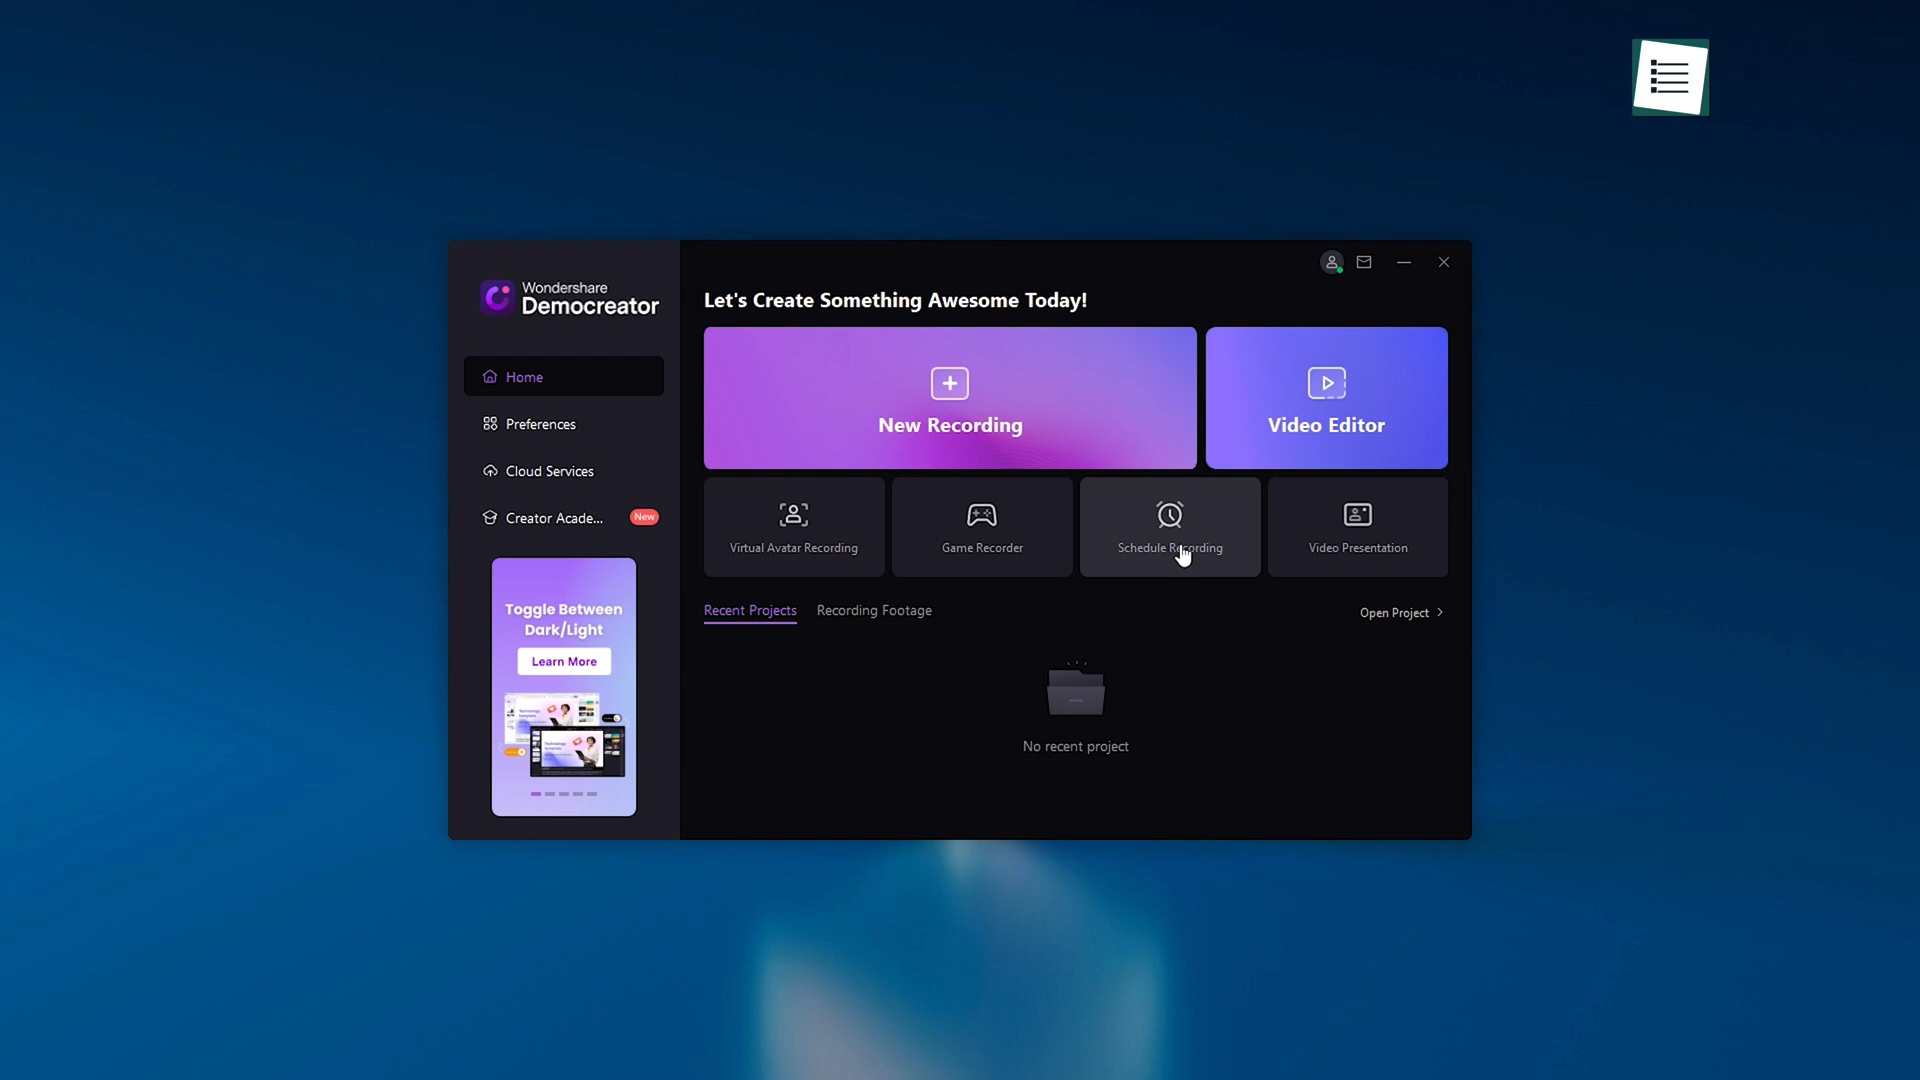 Wondershare
Democreator
Home
Preferences
Cloud Services
Creator Acade...
New
Toggle Between
Dark/Light
Learn More
Let's Create Something Awesome Today!
New Recording
Video Editor
Virtual Avatar Recording
Game Recorder
Schedule Recording
Video Presentation
Recent Projects
Recording Footage
Open Project
No recent project